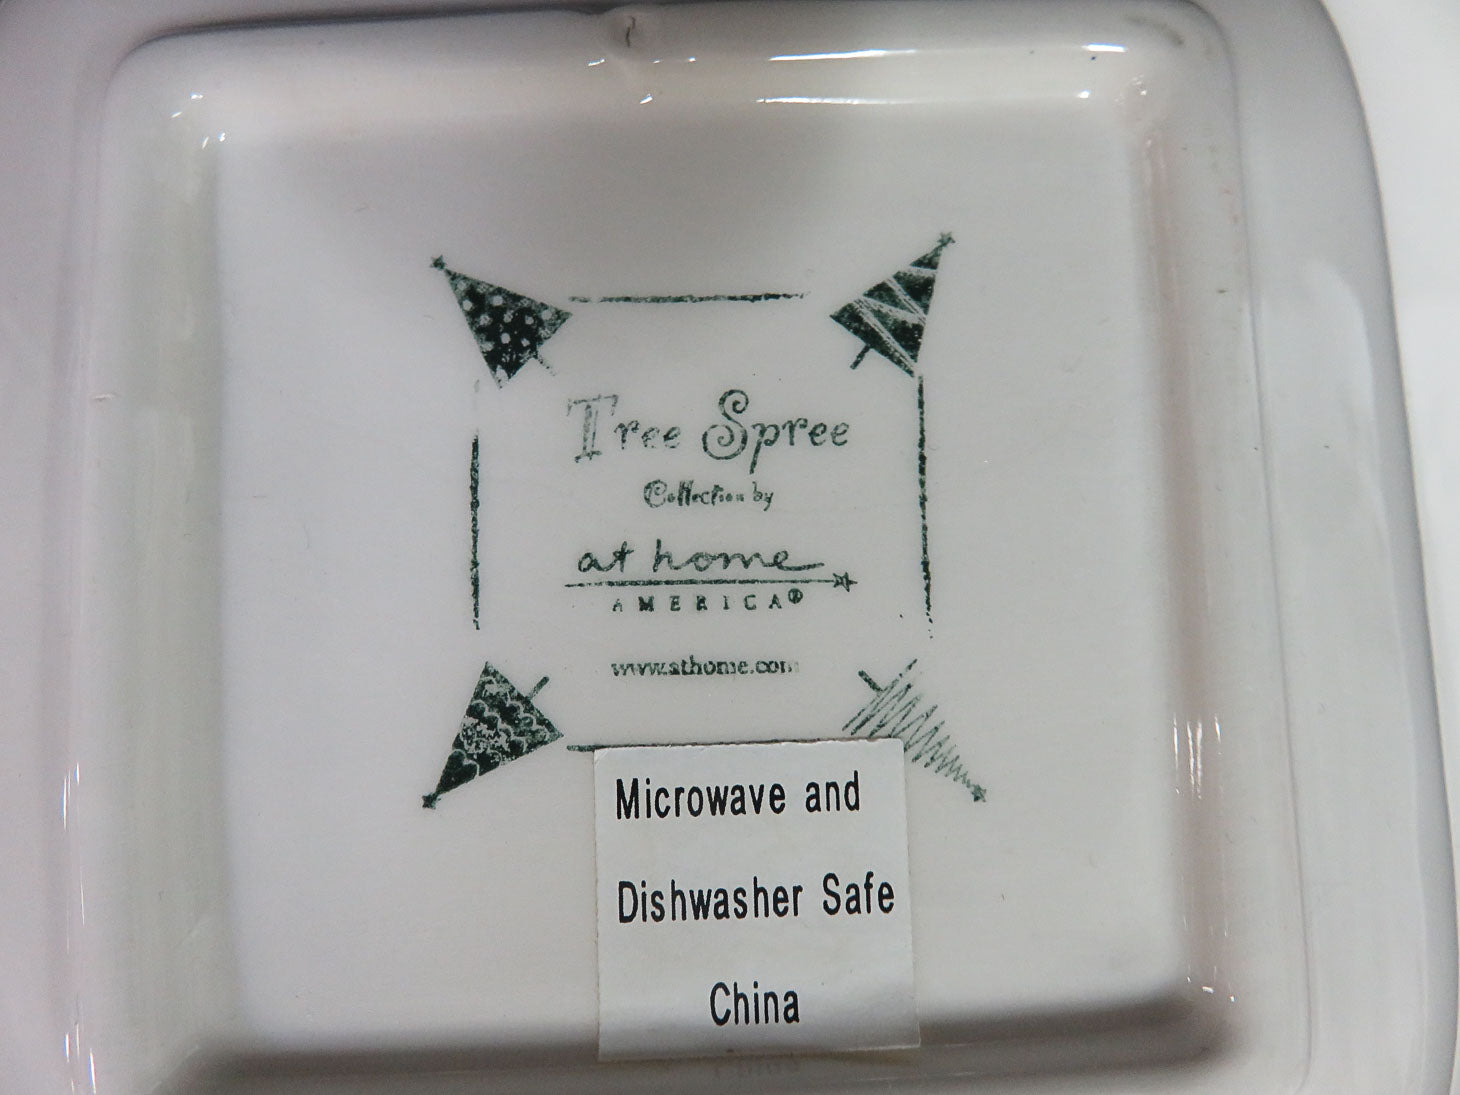 Tree Spree
Collection by
at home
AMERICA®
www.athome.com
Microwave and
Dishwasher Safe
China